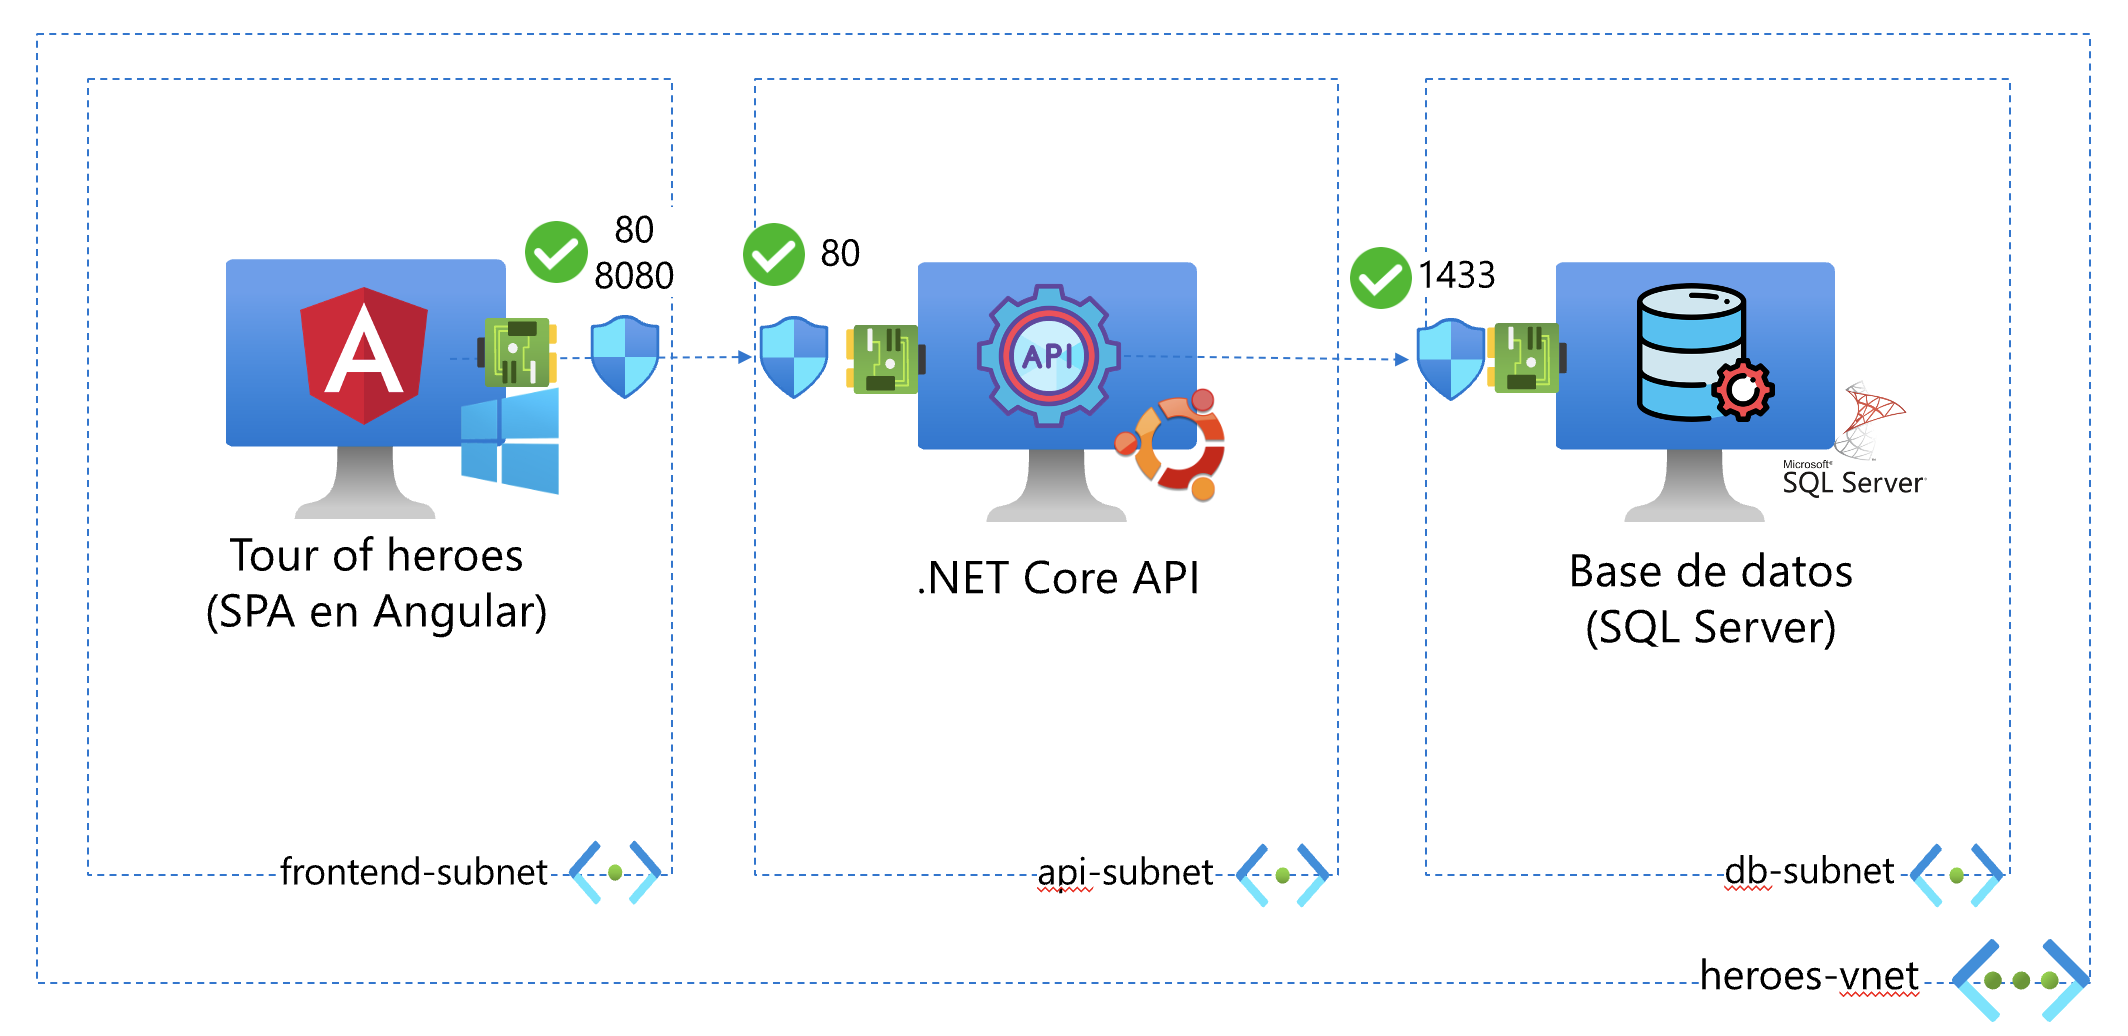 80
8080
80
1433
API
Microsoft®
SQL Server
Tour of heroes
(SPA en Angular)
.NET Core API
Base de datos
(SQL Server)
frontend-subnet
api-subnet
db-subnet
heroes-vnet